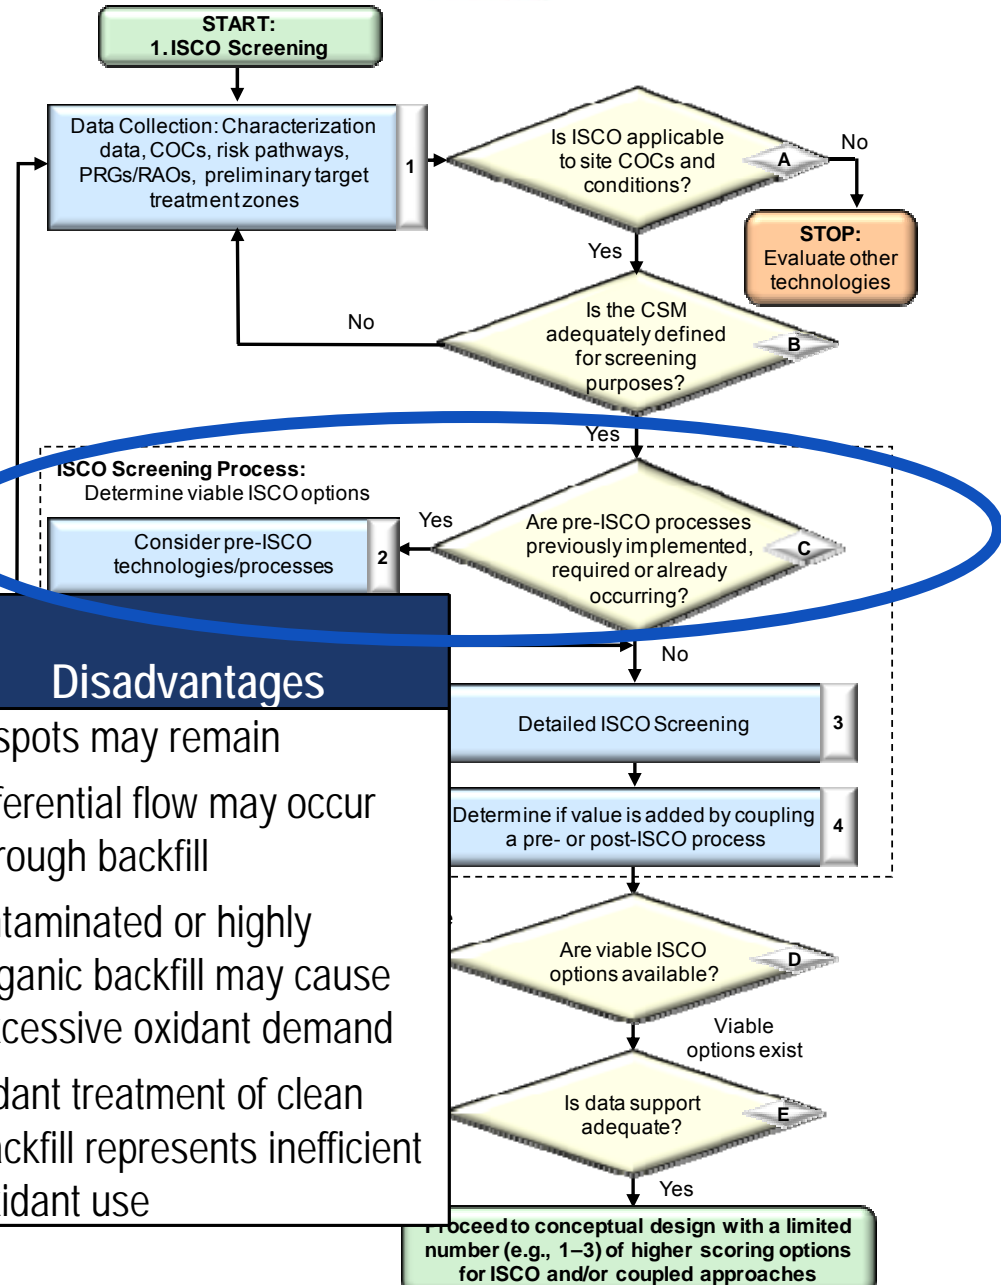 START:
1. ISCO Screening
Data Collection: Characterization
data, COCs, risk pathways,
PRGs/RAOs, preliminary target
treatment zones
1
Is ISCO applicable
to site COCs and
conditions?
A
No
STOP:
Evaluate other
technologies
Yes
Is the CSM
adequately defined
for screening
purposes?
B
No
Yes
ISCO Screening Process:
Determine viable ISCO options
Yes
Consider pre-ISCO
technologies/processes
2
Are pre-ISCO processes
previously implemented,
required or already
occurring?
C
No
Disadvantages
spots may remain
ferential flow may occur
rough backfill
ntaminated or highly
ganic backfill may cause
cessive oxidant demand
dant treatment of clean
ackfill represents inefficient
idant use
Detailed ISCO Screening
3
Determine if value is added by coupling
a pre- or post-ISCO process
4
Are viable ISCO
options available?
D
Viable
options exist
Is data support
adequate?
E
Yes
Proceed to conceptual design with a limited
number (e.g., 1–3) of higher scoring options
for ISCO and/or coupled approaches